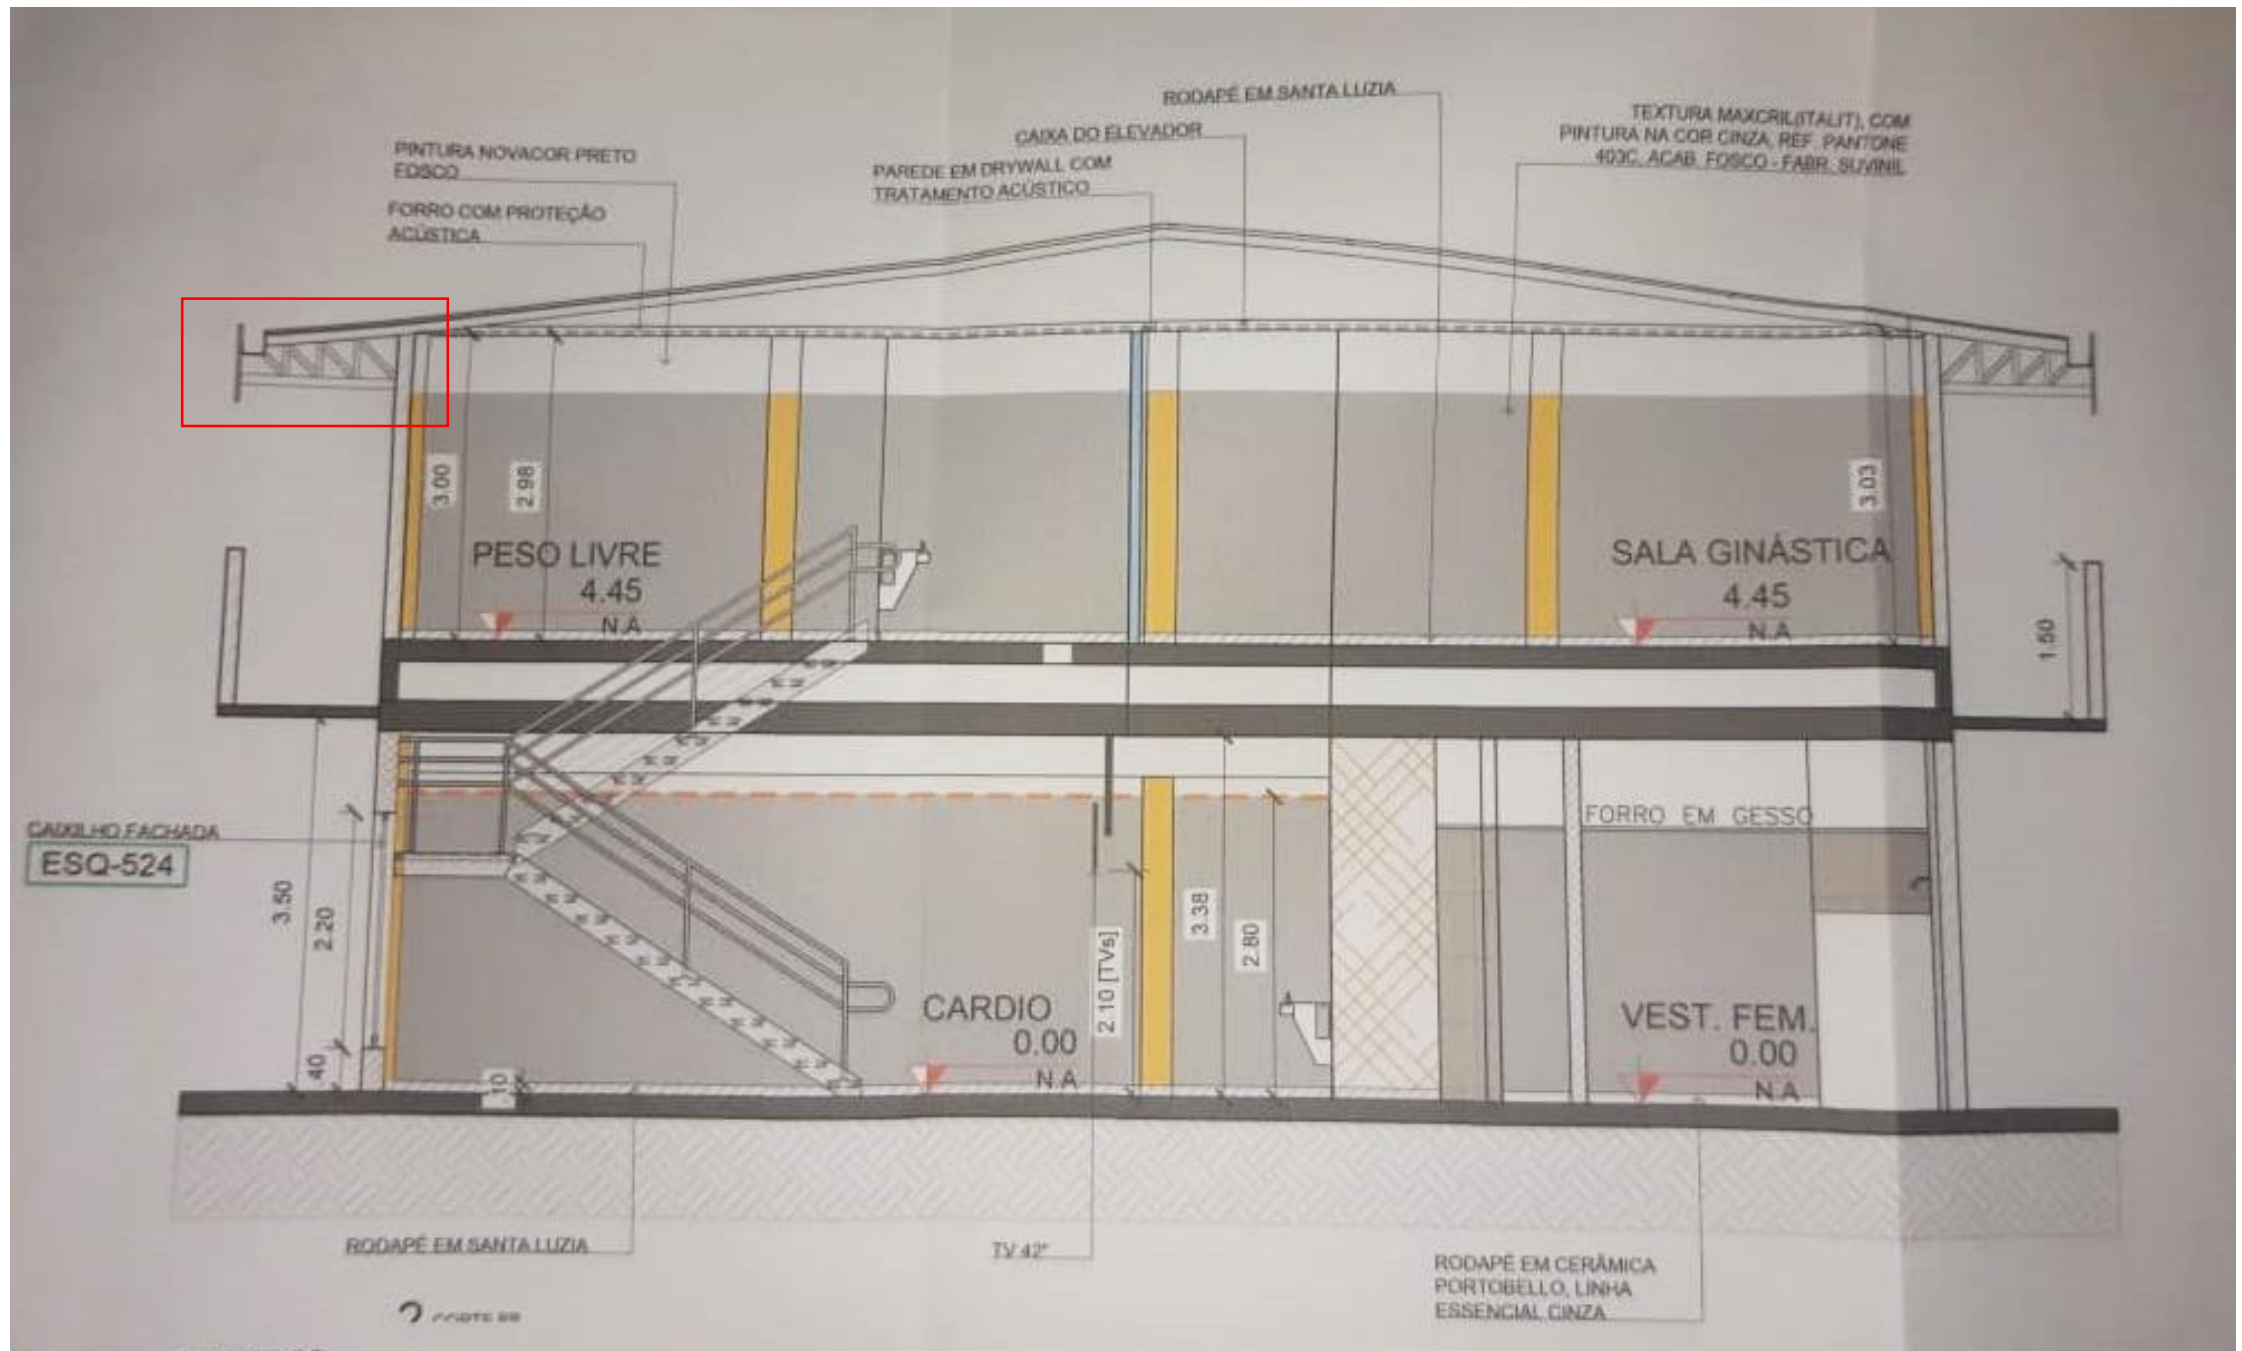 RODAPÉ EM SANTA LUZIA
TEXTURA MAXCRIL(ITALIT), COM
PINTURA NA COR CINZA, REF. PANTONE
403C, ACAB. FOSCO - FABR. SUVINIL
CAIXA DO ELEVADOR
PAREDE EM DRYWALL COM
TRATAMENTO ACÚSTICO
PINTURA NOVACOR PRETO
FOSCO
FORRO COM PROTEÇÃO
ACÚSTICA
3.00
2.98
3.03
PESO LIVRE
4.45
N.A
SALA GINÁSTICA
4.45
N.A
1.50
CAIXILHO FACHADA
ESQ-524
FORRO EM GESSO
3.50
2.20
40
10
2.10 [TVs]
3.38
2.80
CARDIO
0.00
N.A
VEST. FEM.
0.00
N.A
RODAPÉ EM SANTA LUZIA
TV 42"
RODAPÉ EM CERÂMICA
PORTOBELLO, LINHA
ESSENCIAL CINZA